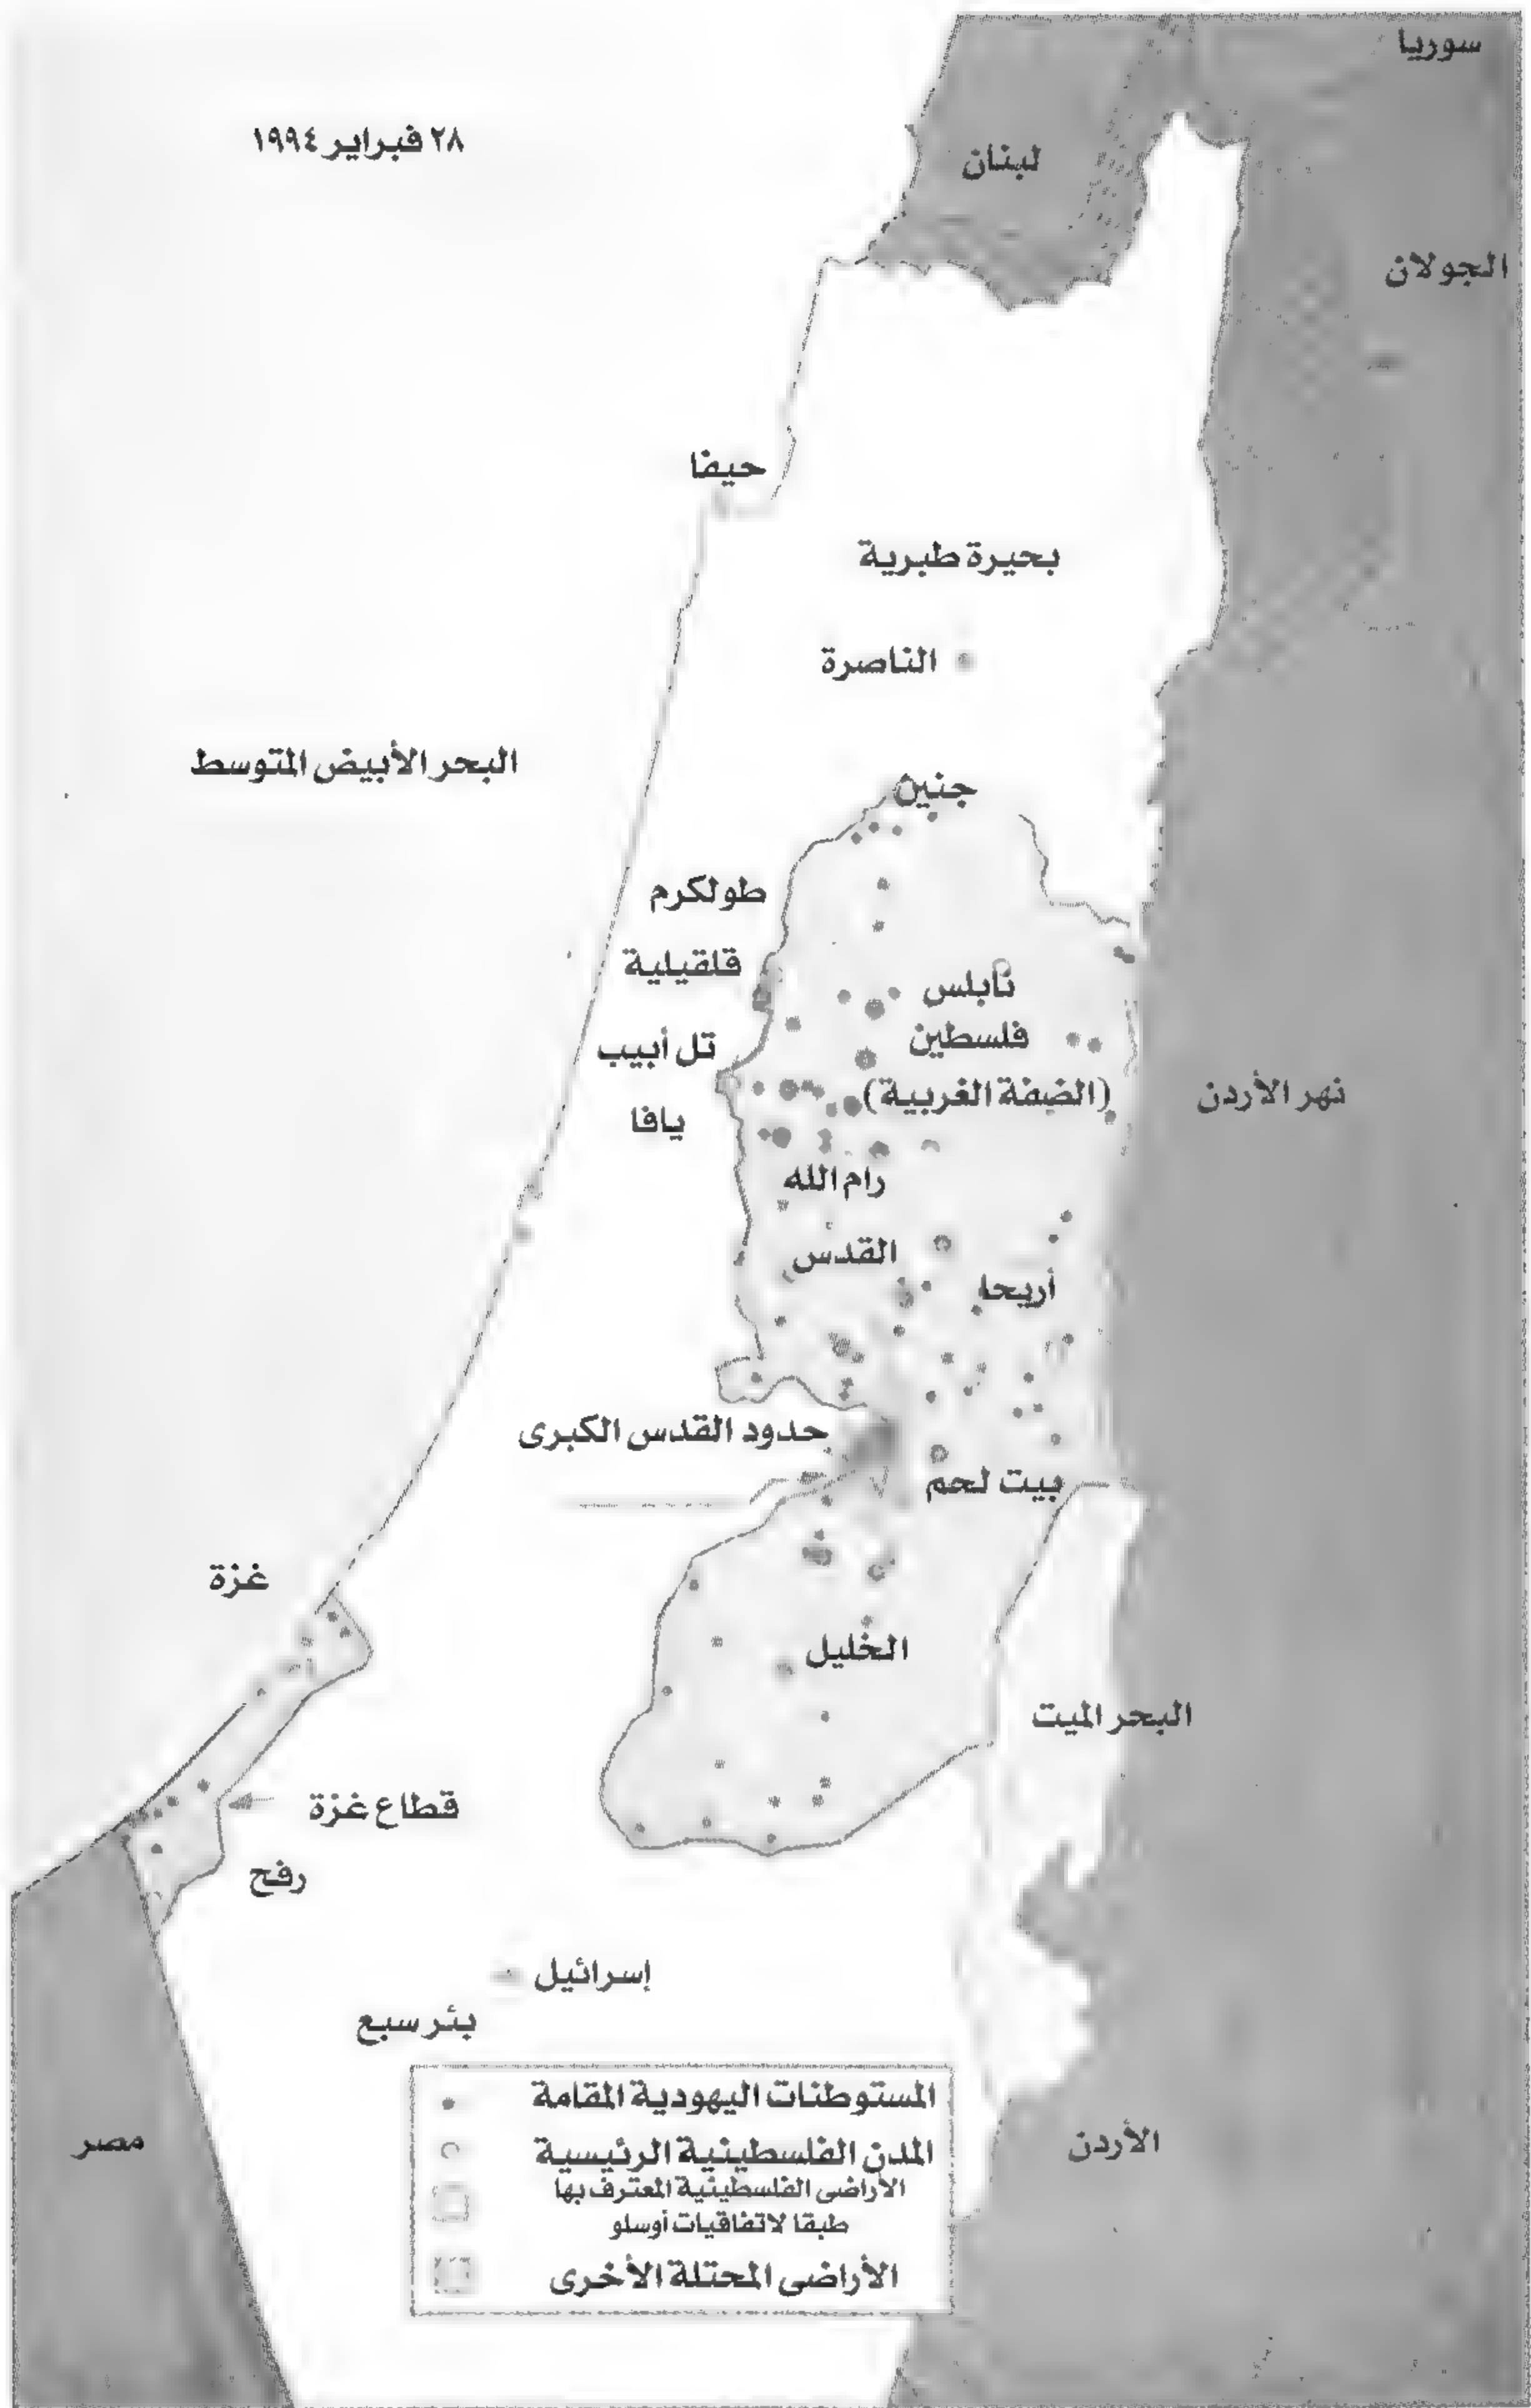 سوريا
٢٨ فبراير ١٩٩٤
لبنان
الجولان
حيفا
بحيرة طبرية
الناصرة
البحر الأبيض المتوسط
جنين
طولكرم
قلقيلية
نابلس
فلسطين
تل أبيب
(الضفة الغربية)
نهر الأردن
يافا
رام الله
القدس
أريحا
حدود القدس الكبرى
بيت لحم
غزة
الخليل
البحر الميت
قطاع غزة
رفح
إسرائيل
بئر سبع
المستوطنات اليهودية المقامة
المدن الفلسطينية الرئيسية
الأراضى الفلسطينية المعترف بها
طبقا لاتفاقيات أوسلو
الأراضى المحتلة الأخرى
مصر
الأردن